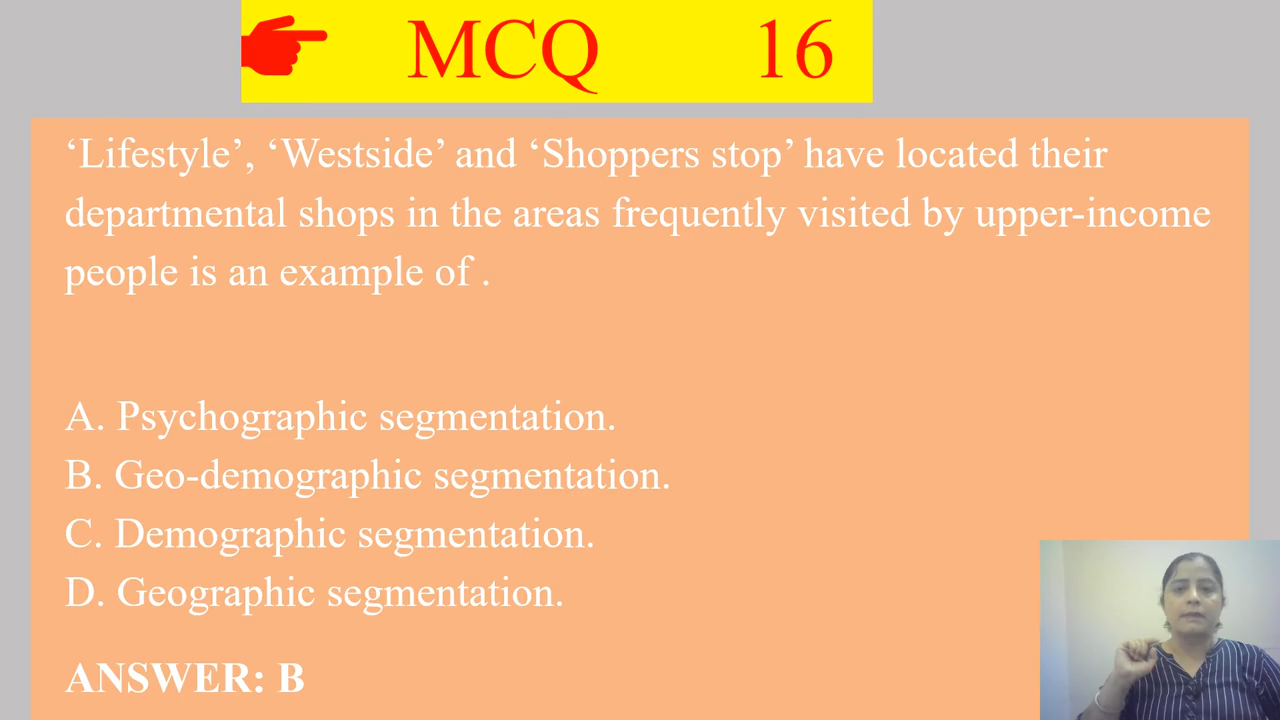 MCQ 16
‘Lifestyle’, ‘Westside’ and ‘Shoppers stop’ have located their
departmental shops in the areas frequently visited by upper-income
people is an example of .
A. Psychographic segmentation.
B. Geo-demographic segmentation.
C. Demographic segmentation.
D. Geographic segmentation.
ANSWER: B